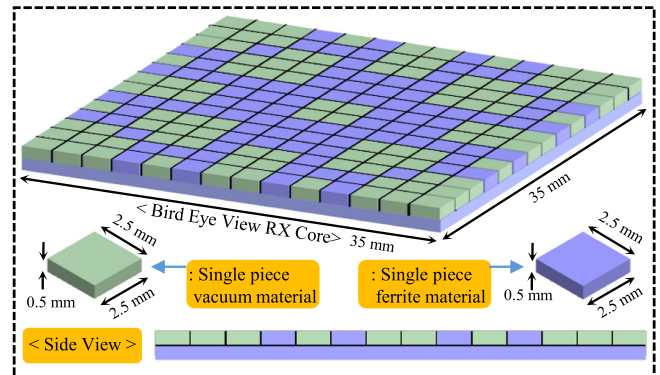 < Bird Eye View RX Core>
35 mm
35 mm
2.5 mm
0.5 mm
2.5 mm
: Single piece
vacuum material
: Single piece
ferrite material
2.5 mm
0.5 mm
2.5 mm
< Side View >